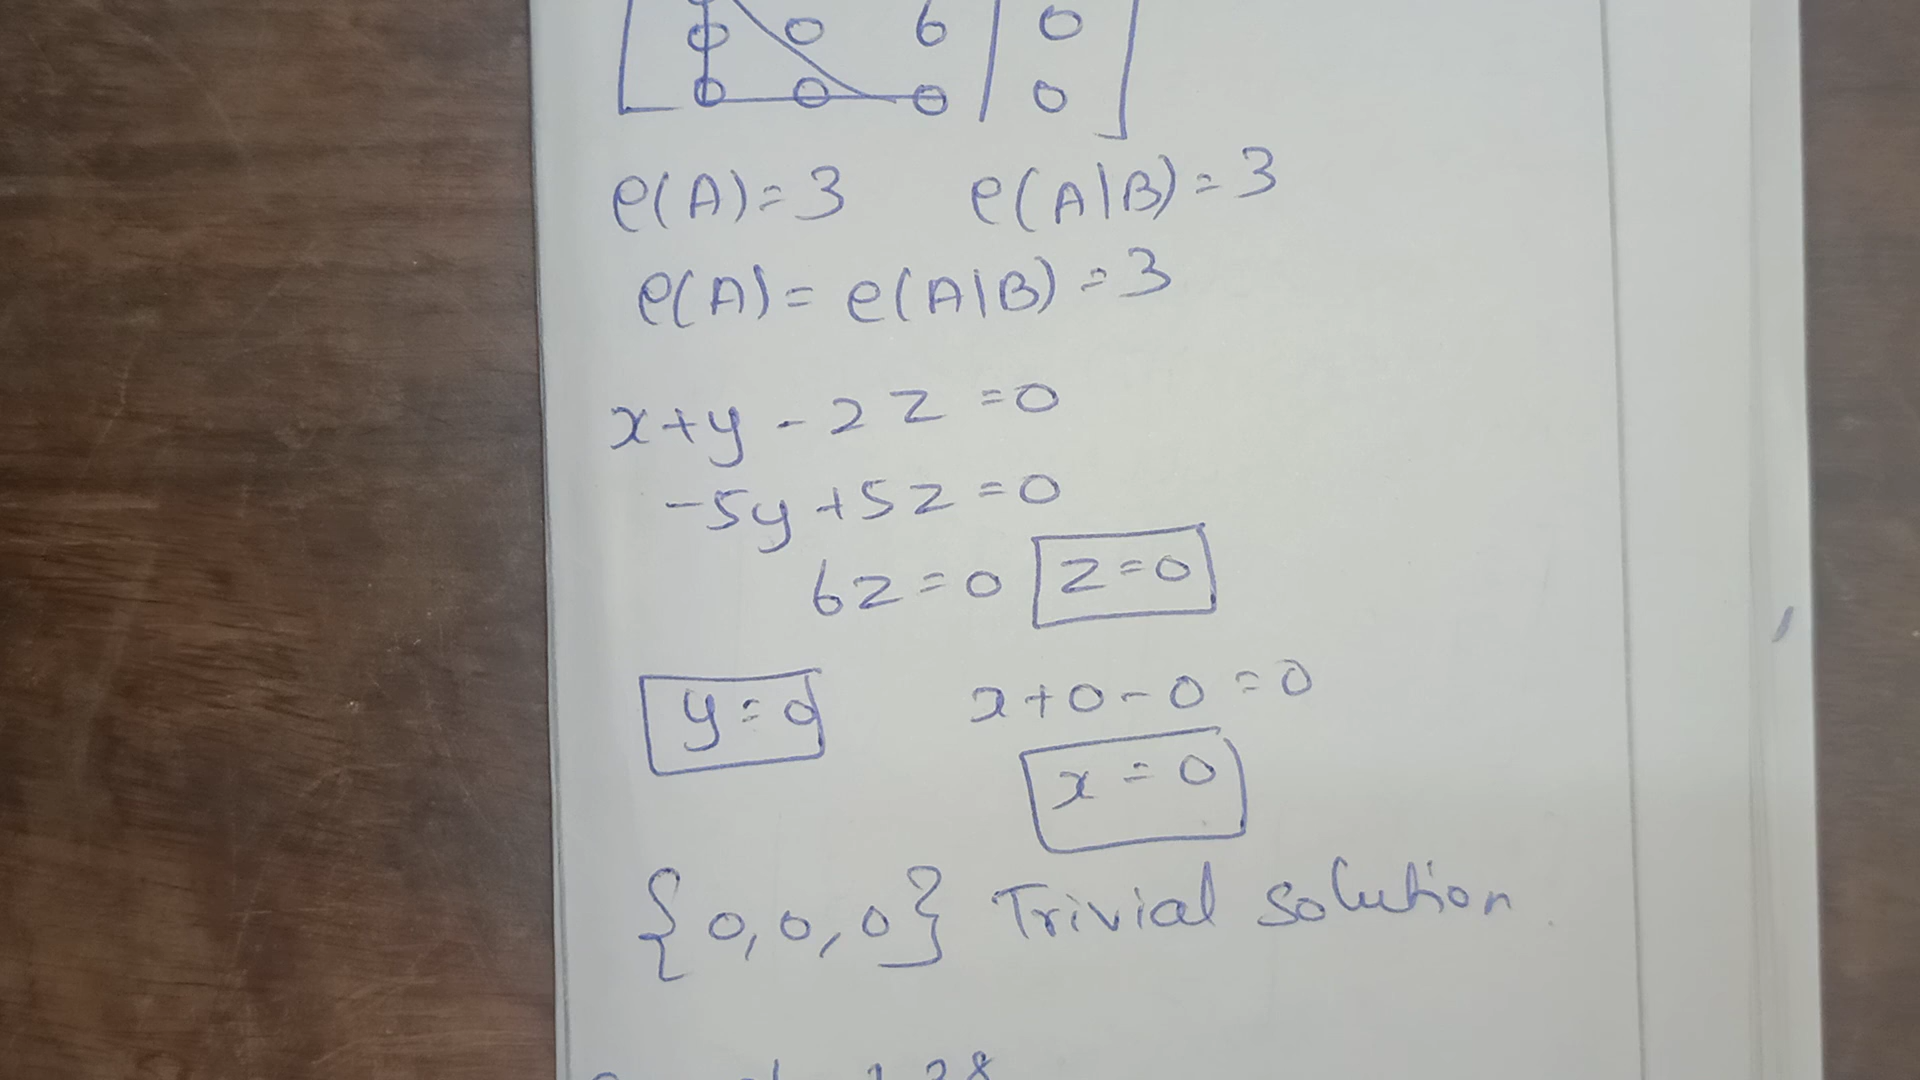 0 0 6 | 0
0 0 0 | 0
ρ(A)=3 ρ(A|B)=3
ρ(A)=ρ(A|B)=3
x+y-2z=0
-5y+5z=0
6z=0 z=0
y=0 x+0-0=0
x=0
{0,0,0} Trivial solution.